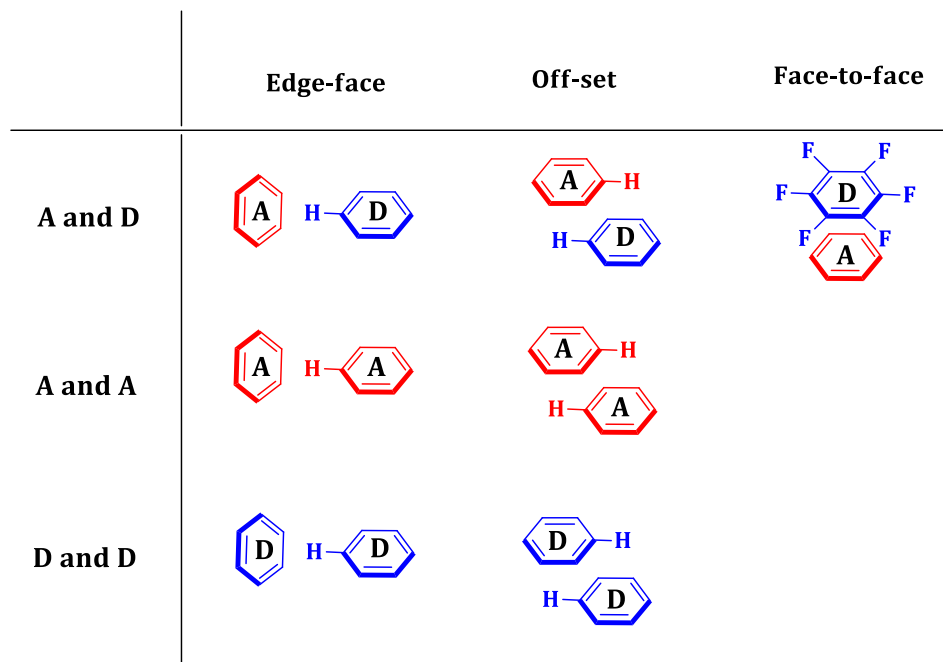 Edge-face Off-set Face-to-face
A and D
A H D
A H
H D
F F
F D F
F F
A
A and A
A H A
A H
H A
D and D
D H D
D H
H D